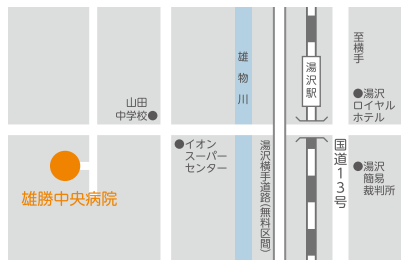 至横手
湯沢駅
雄物川
湯沢
ロイヤル
ホテル
山田
中学校
イオン
スーパー
センター
湯沢横手道路(無料区間)
国道13号
湯沢
簡易
裁判所
雄勝中央病院